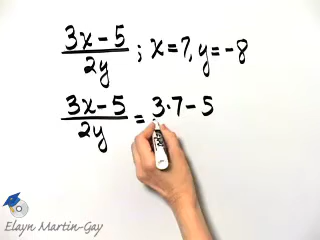 (3x - 5)/(2y) ; x = 7, y = -8
(3x - 5)/(2y) = 3·7 - 5
Elayn Martin-Gay